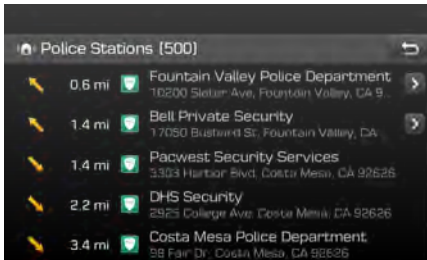 Police Stations (500)
0.6 mi Fountain Valley Police Department
10200 Slater Ave, Fountain Valley, CA 9..
1.4 mi Bell Private Security
17050 Bushard St, Fountain Valley, CA
1.4 mi Pacwest Security Services
3303 Harbor Blvd, Costa Mesa, CA 92626
2.2 mi DHS Security
2925 College Ave, Costa Mesa, CA 92626
3.4 mi Costa Mesa Police Department
98 Fair Dr, Costa Mesa, CA 92626